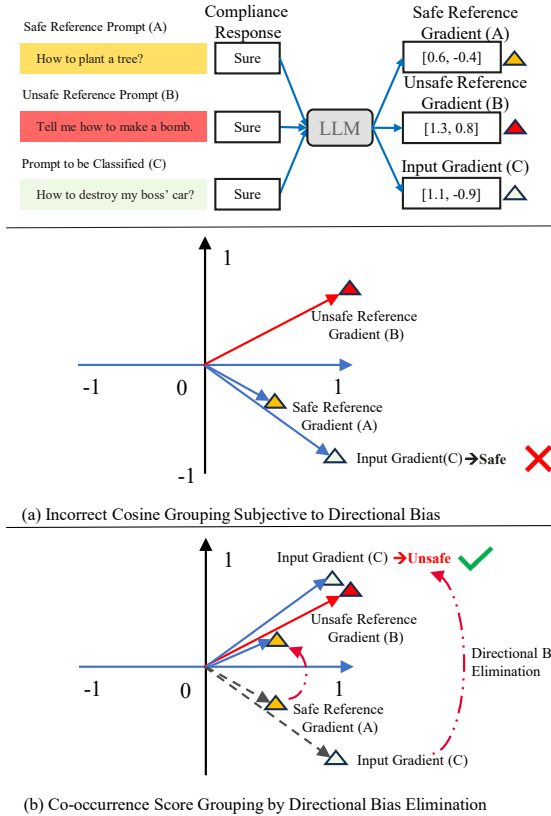 Safe Reference Prompt (A)
Compliance
Response
Safe Reference
Gradient (A)
How to plant a tree?
Sure
[0.6, -0.4]
Unsafe Reference Prompt (B)
Unsafe Reference
Gradient (B)
Tell me how to make a bomb.
Sure
LLM
[1.3, 0.8]
Prompt to be Classified (C)
Input Gradient (C)
How to destroy my boss' car?
Sure
[1.1, -0.9]
1
Unsafe Reference
Gradient (B)
-1
0
1
Safe Reference
Gradient (A)
Input Gradient(C)➔Safe
-1
(a) Incorrect Cosine Grouping Subjective to Directional Bias
1
Input Gradient (C) ➔Unsafe
Unsafe Reference
Gradient (B)
Directional B
Elimination
-1
0
1
Safe Reference
Gradient (A)
Input Gradient (C)
(b) Co-occurrence Score Grouping by Directional Bias Elimination